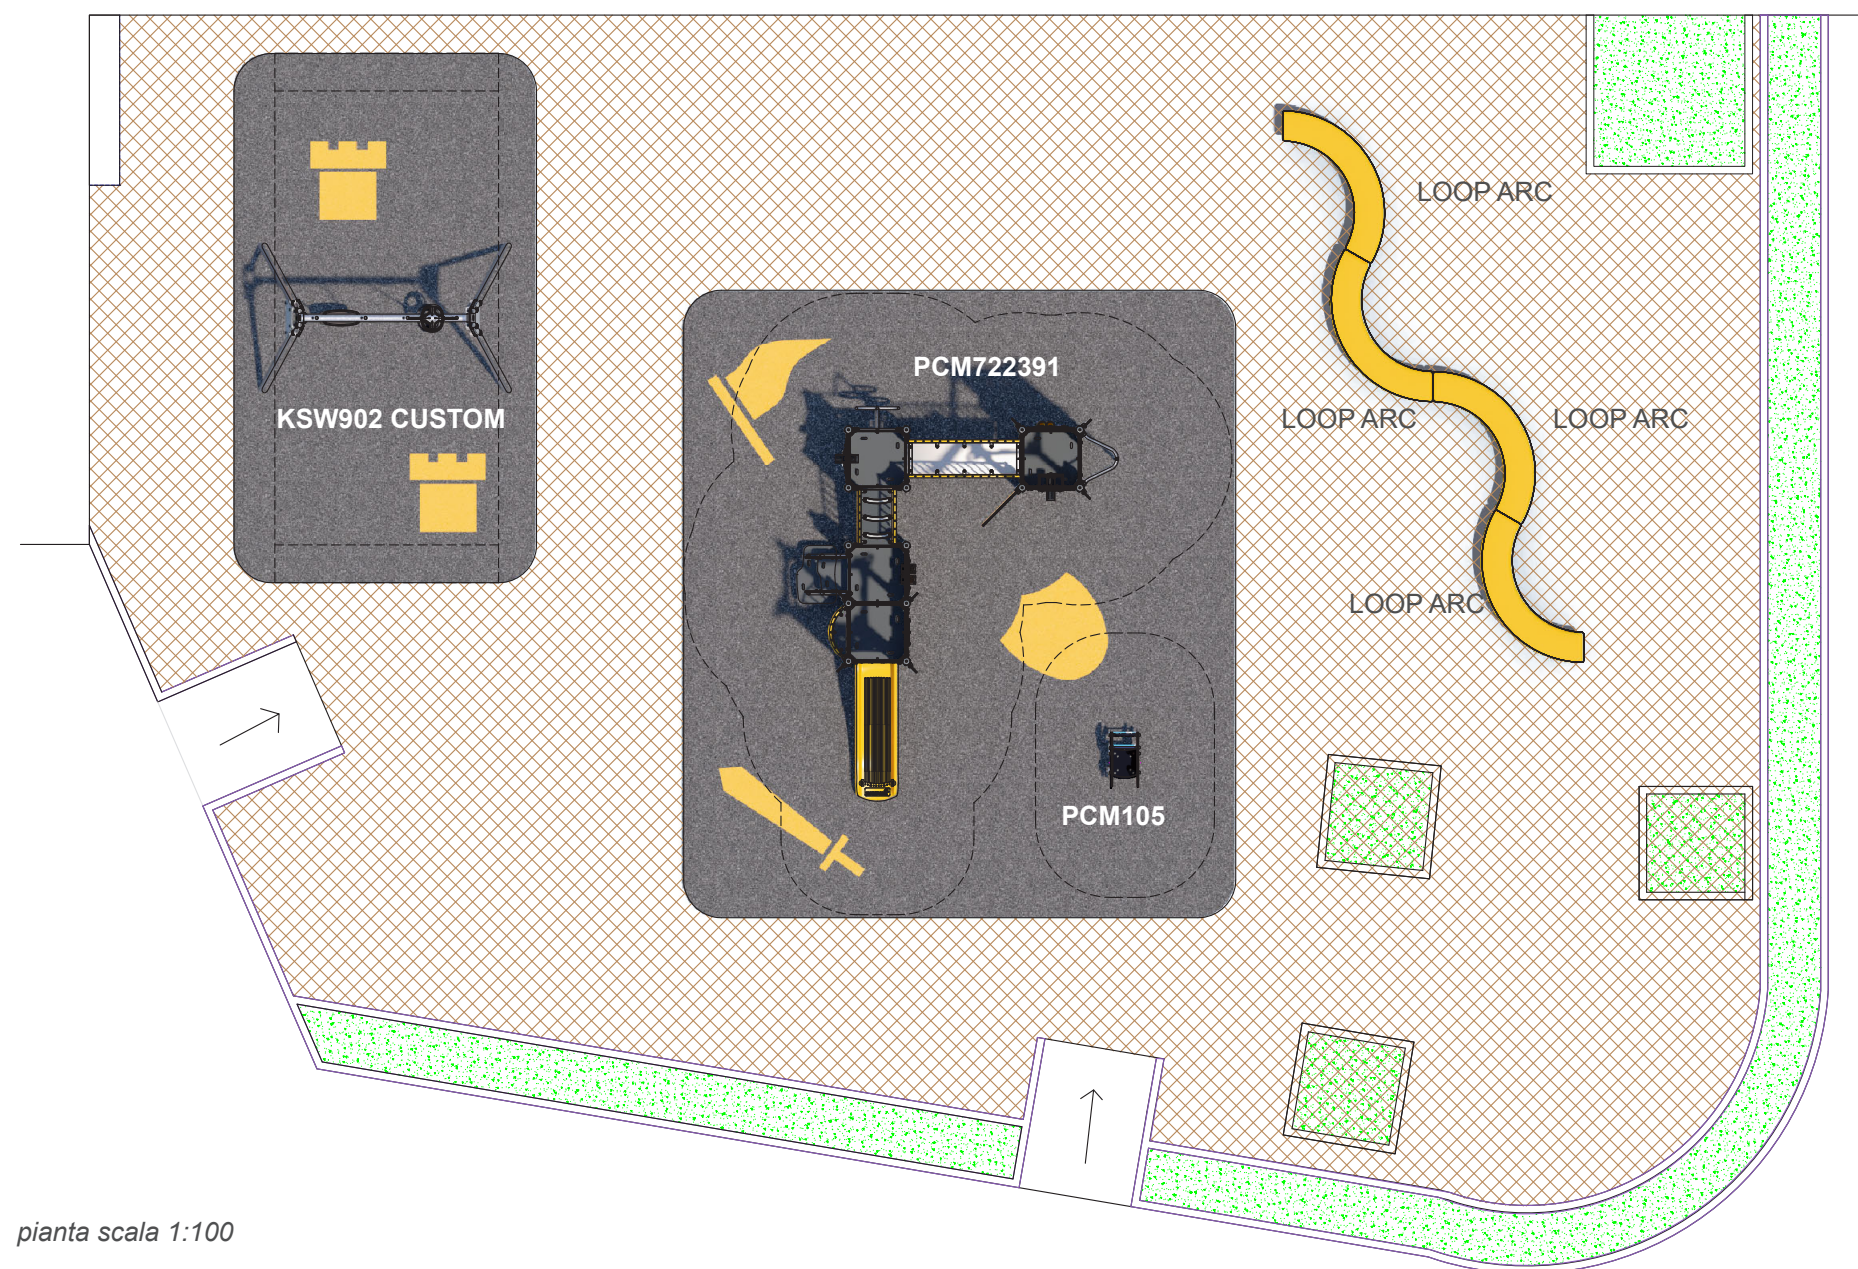 LOOP ARC
PCM722391
KSW902 CUSTOM
LOOP ARC
LOOP ARC
LOOP ARC
PCM105
pianta scala 1:100